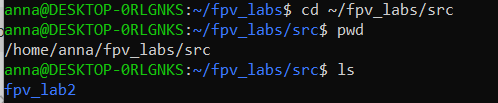 anna@DESKTOP-0RLGNKS:~/fpv_labs$ cd ~/fpv_labs/src
anna@DESKTOP-0RLGNKS:~/fpv_labs/src$ pwd
/home/anna/fpv_labs/src
anna@DESKTOP-0RLGNKS:~/fpv_labs/src$ ls
fpv_lab2